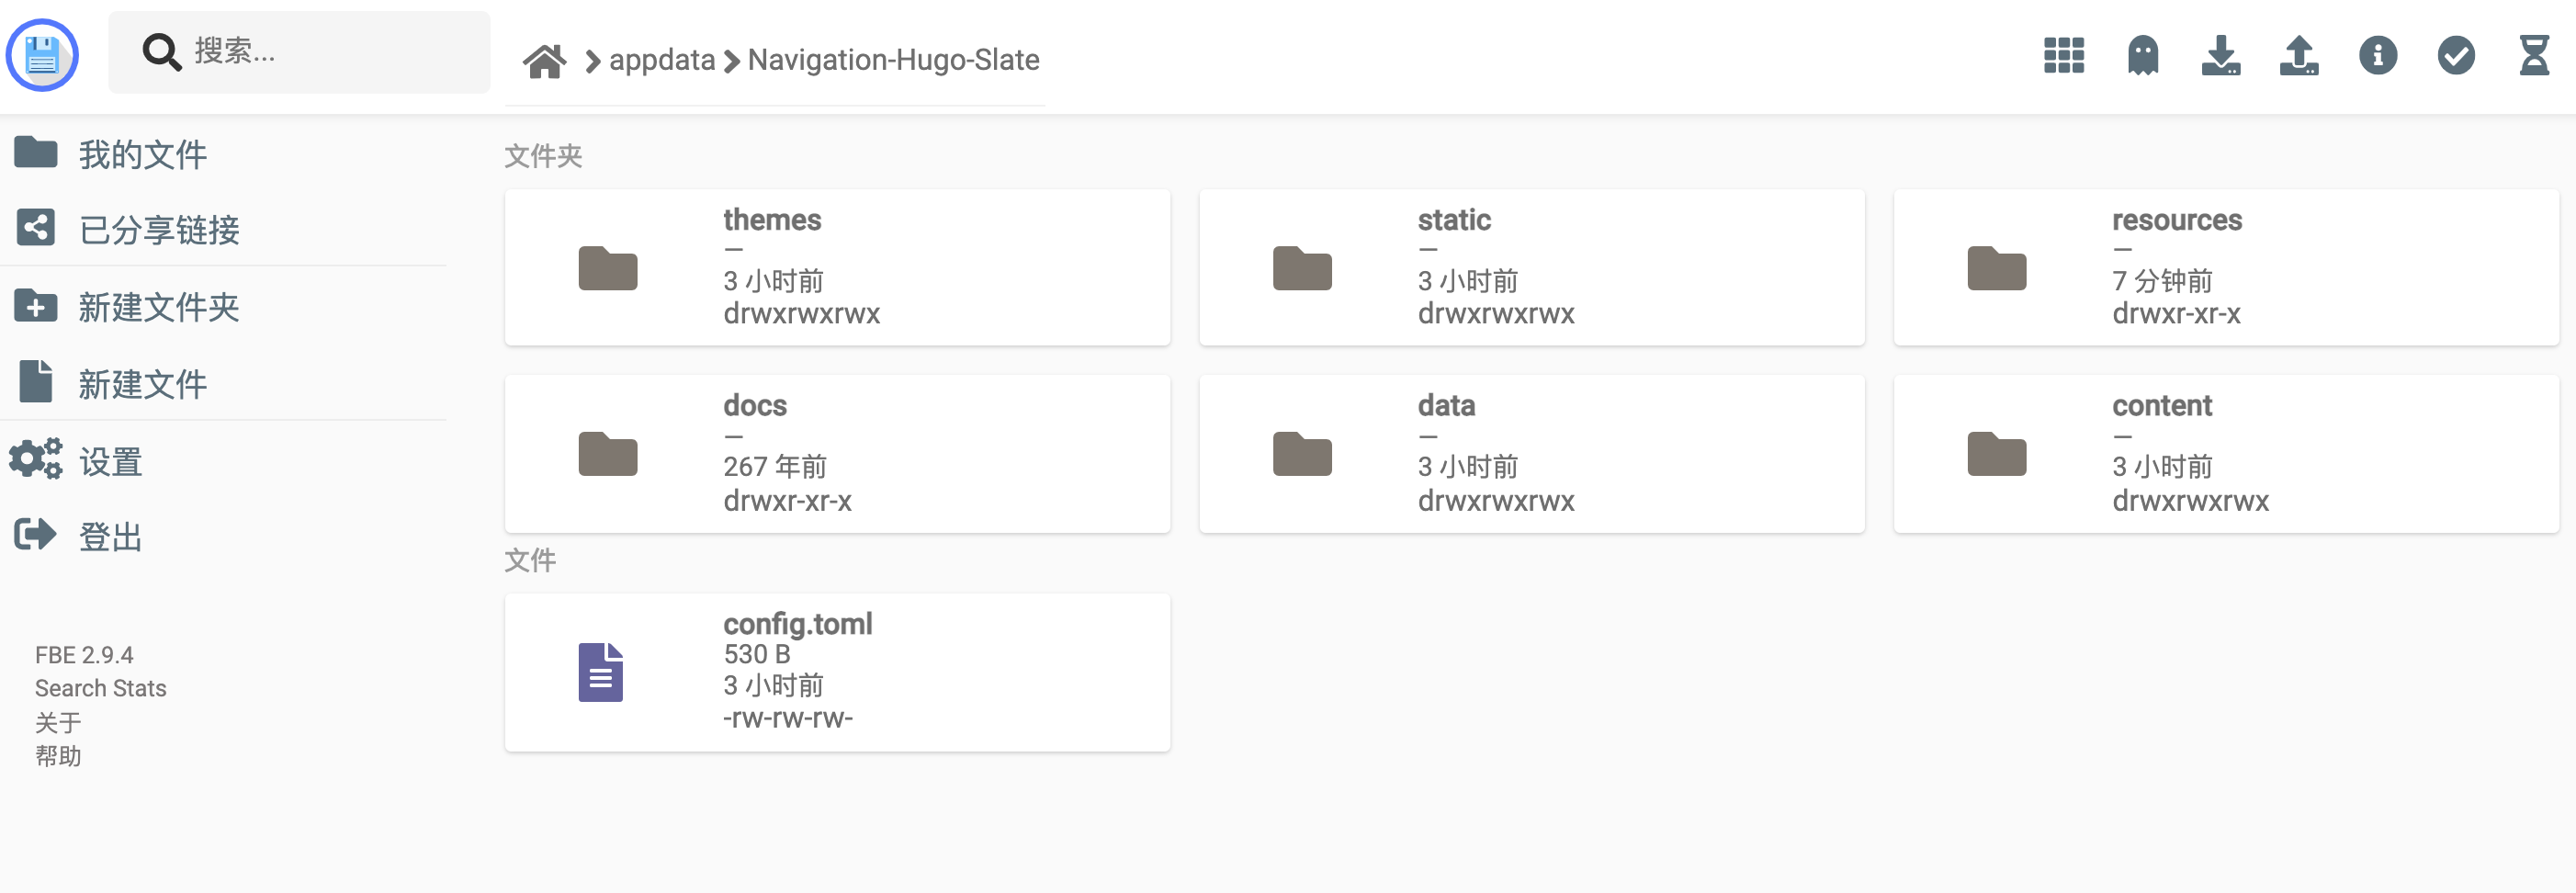 搜索...
appdata
Navigation-Hugo-Slate
我的文件
已分享链接
新建文件夹
新建文件
设置
登出
FBE 2.9.4
Search Stats
关于
帮助
文件夹
themes
—
3 小时前
drwxrwxrwx
static
—
3 小时前
drwxrwxrwx
resources
—
7 分钟前
drwxr-xr-x
docs
—
267 年前
drwxr-xr-x
data
—
3 小时前
drwxrwxrwx
content
—
3 小时前
drwxrwxrwx
文件
config.toml
530 B
3 小时前
-rw-rw-rw-